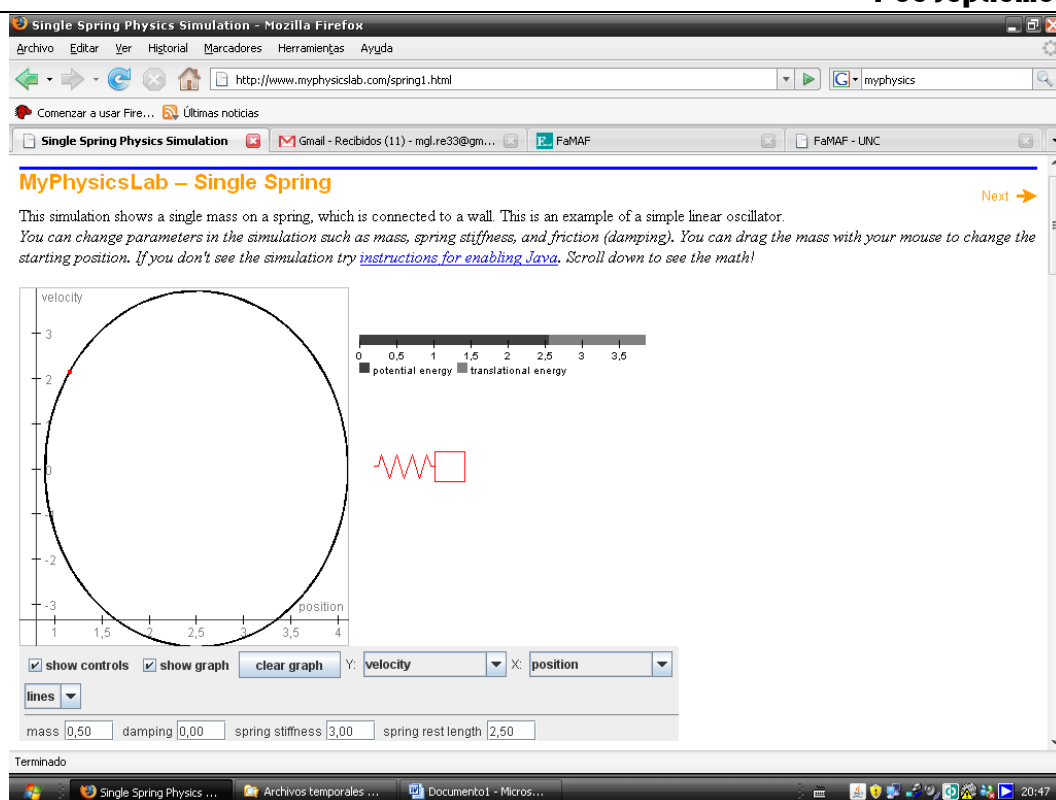 Single Spring Physics Simulation - Mozilla Firefox
Archivo Editar Ver Historial Marcadores Herramientas Ayuda
http://www.myphysicslab.com/spring1.html
G myphysics
Comenzar a usar Fire... Últimas noticias
Single Spring Physics Simulation
Gmail - Recibidos (11) - mgl.re33@gm...
FaMAF
FaMAF - UNC
MyPhysicsLab – Single Spring
Next
This simulation shows a single mass on a spring, which is connected to a wall. This is an example of a simple linear oscillator.
You can change parameters in the simulation such as mass, spring stiffness, and friction (damping). You can drag the mass with your mouse to change the
starting position. If you don't see the simulation try instructions for enabling Java. Scroll down to see the math!
velocity
3
2
0
-2
-3
position
1 1,5 2 2,5 3,5 4
0 0,5 1 1,5 2 2,5 3 3,5
potential energy translational energy
show controls show graph clear graph Y: velocity X: position
lines
mass 0,50 damping 0,00 spring stiffness 3,00 spring rest length 2,50
Terminado
Single Spring Physics ... Archivos temporales ... Documento1 - Micros... 20:47